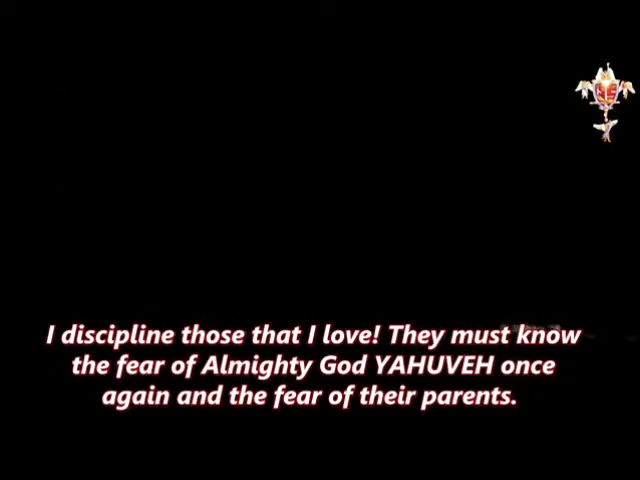 I discipline those that I love! They must know
the fear of Almighty God YAHUVEH once
again and the fear of their parents.